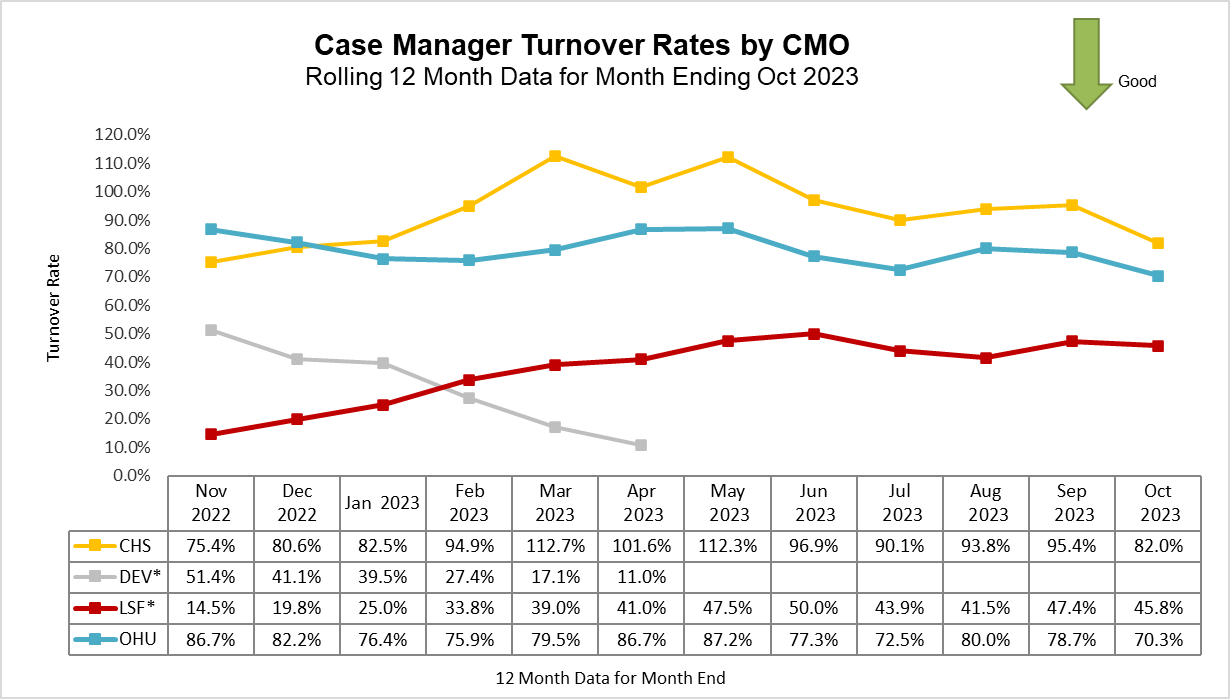 Case Manager Turnover Rates by CMO
Rolling 12 Month Data for Month Ending Oct 2023
Good
Turnover Rate
120.0%
110.0%
100.0%
90.0%
80.0%
70.0%
60.0%
50.0%
40.0%
30.0%
20.0%
10.0%
0.0%
Nov 2022 Dec 2022 Jan 2023 Feb 2023 Mar 2023 Apr 2023 May 2023 Jun 2023 Jul 2023 Aug 2023 Sep 2023 Oct 2023
CHS 75.4% 80.6% 82.5% 94.9% 112.7% 101.6% 112.3% 96.9% 90.1% 93.8% 95.4% 82.0%
DEV* 51.4% 41.1% 39.5% 27.4% 17.1% 11.0%
LSF* 14.5% 19.8% 25.0% 33.8% 39.0% 41.0% 47.5% 50.0% 43.9% 41.5% 47.4% 45.8%
OHU 86.7% 82.2% 76.4% 75.9% 79.5% 86.7% 87.2% 77.3% 72.5% 80.0% 78.7% 70.3%
12 Month Data for Month End